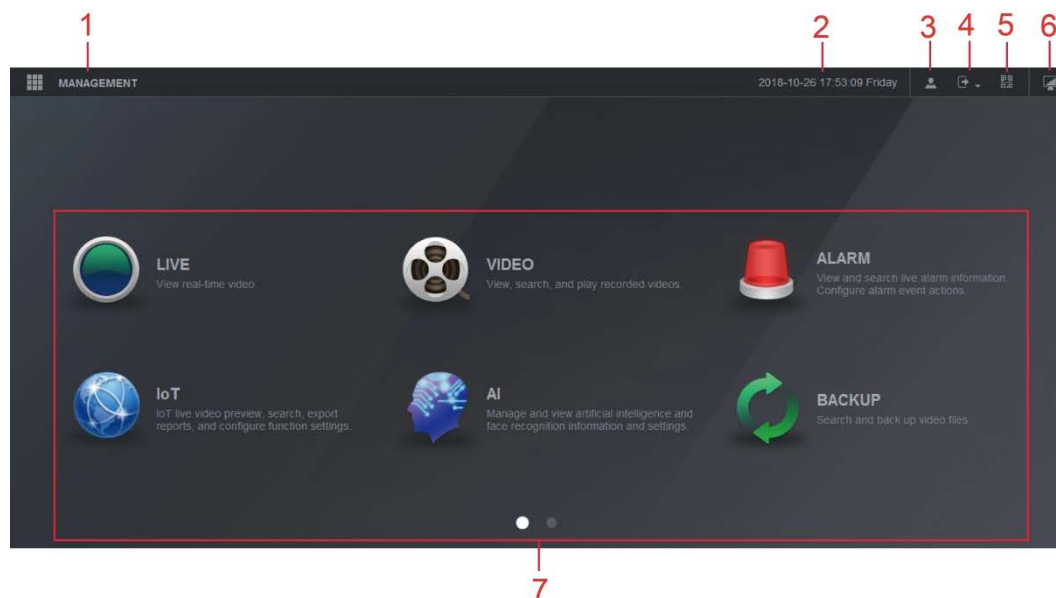 1
2
3
4
5
6
MANAGEMENT
2018-10-26 17:53:09 Friday
LIVE
View real-time video.
VIDEO
View, search, and play recorded videos.
ALARM
View and search live alarm information.
Configure alarm event actions.
IoT
IoT live video preview, search, export
reports, and configure function settings.
AI
Manage and view artificial intelligence and
face recognition information and settings.
BACKUP
Search and back up video files.
7